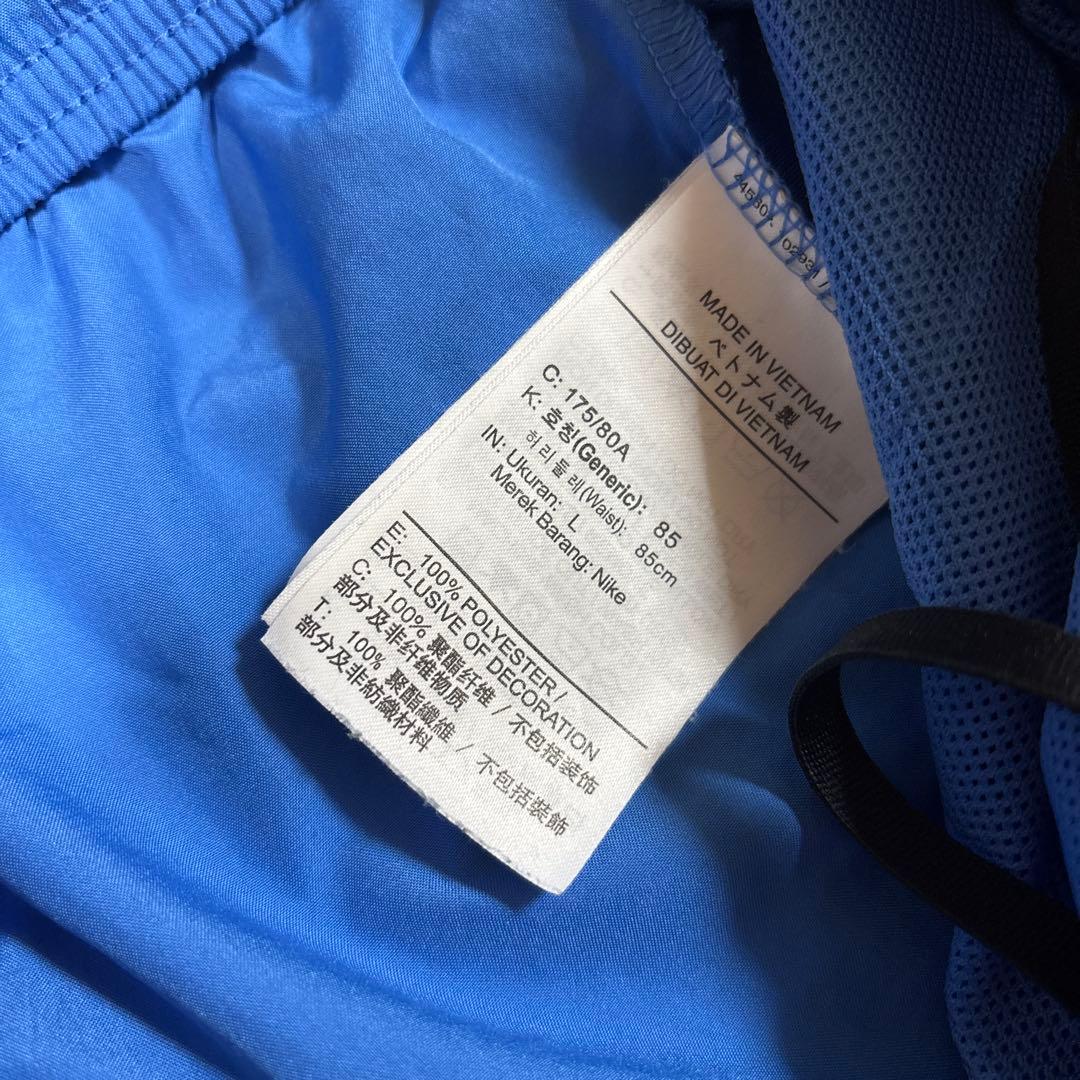 MADE IN VIETNAM
ベトナム製
DIBUAT DI VIETNAM
C: 175/80A
K: 호칭(Generic): 85
허리둘레(Waist): 85cm
IN: Ukuran: L
Merek Barang: Nike
E: 100% POLYESTER /
EXCLUSIVE OF DECORATION
C: 100% 聚酯纤维 / 不包括装饰
部分及非纤维物质
T: 100% 聚酯纖維 / 不包括裝飾
部分及非紡織材料